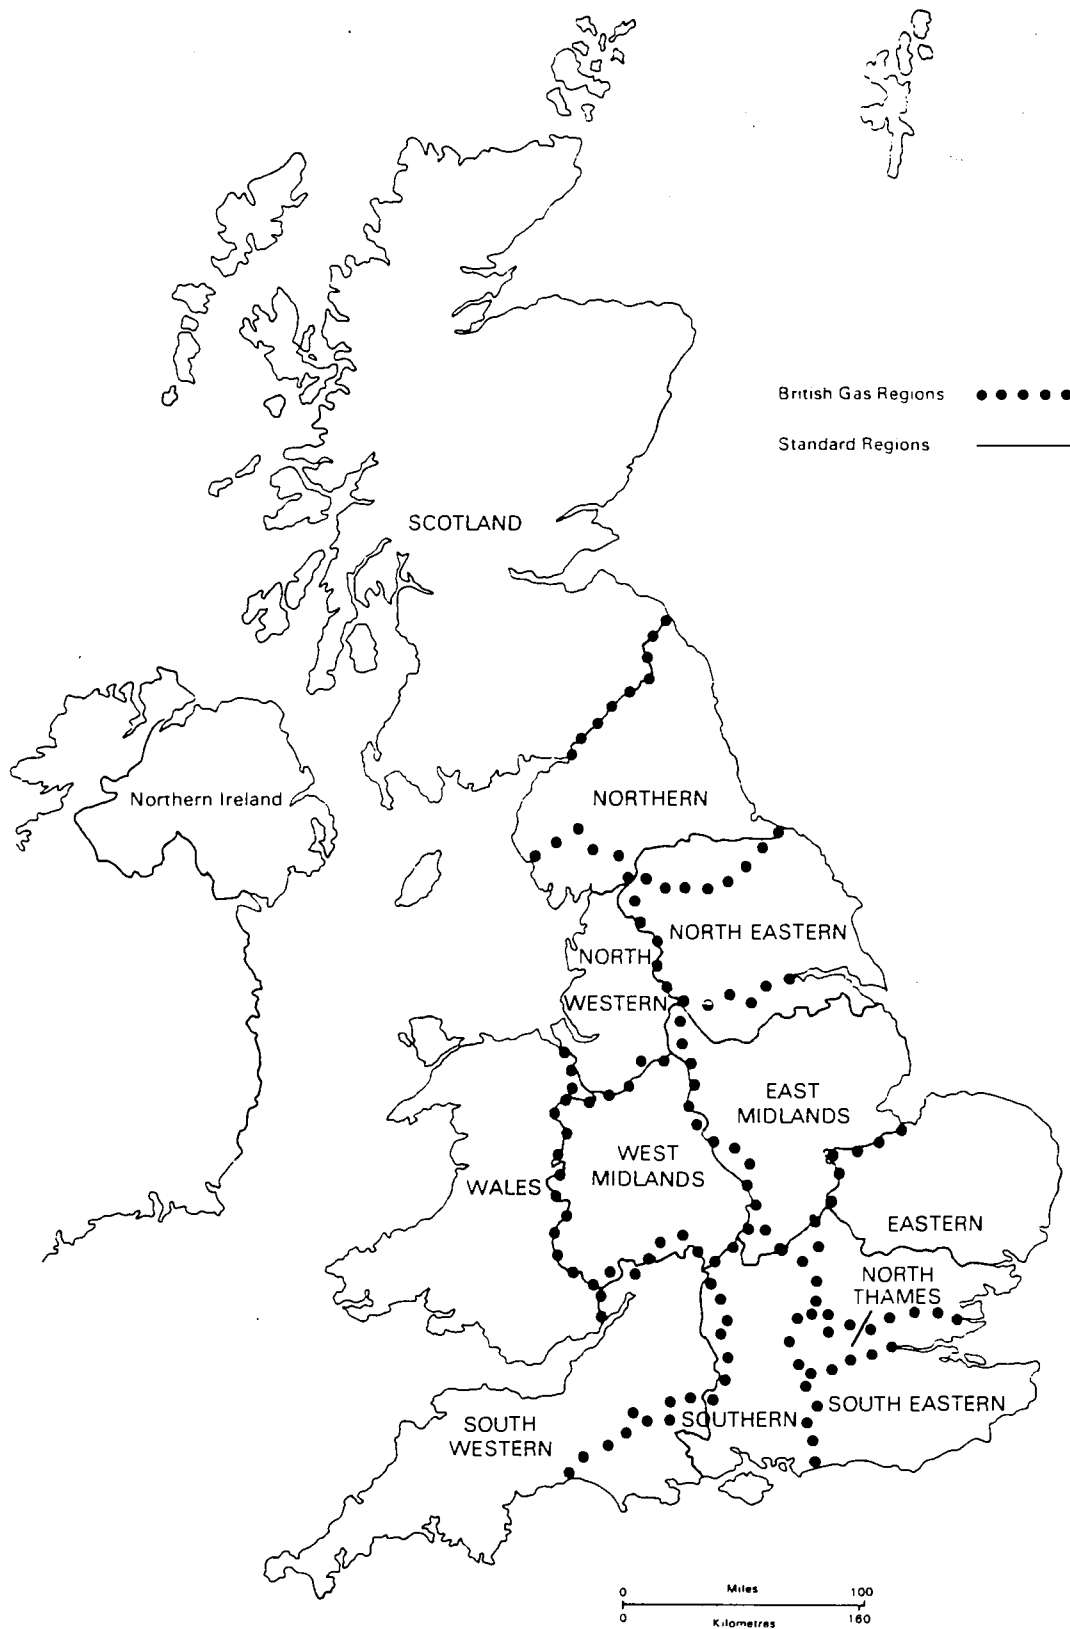 British Gas Regions
Standard Regions
SCOTLAND
Northern Ireland
NORTHERN
NORTH EASTERN
NORTH
WESTERN
EAST
MIDLANDS
WEST
MIDLANDS
WALES
EASTERN
NORTH
THAMES
SOUTH EASTERN
SOUTHERN
SOUTH
WESTERN
0 Miles 100
0 Kilometres 160